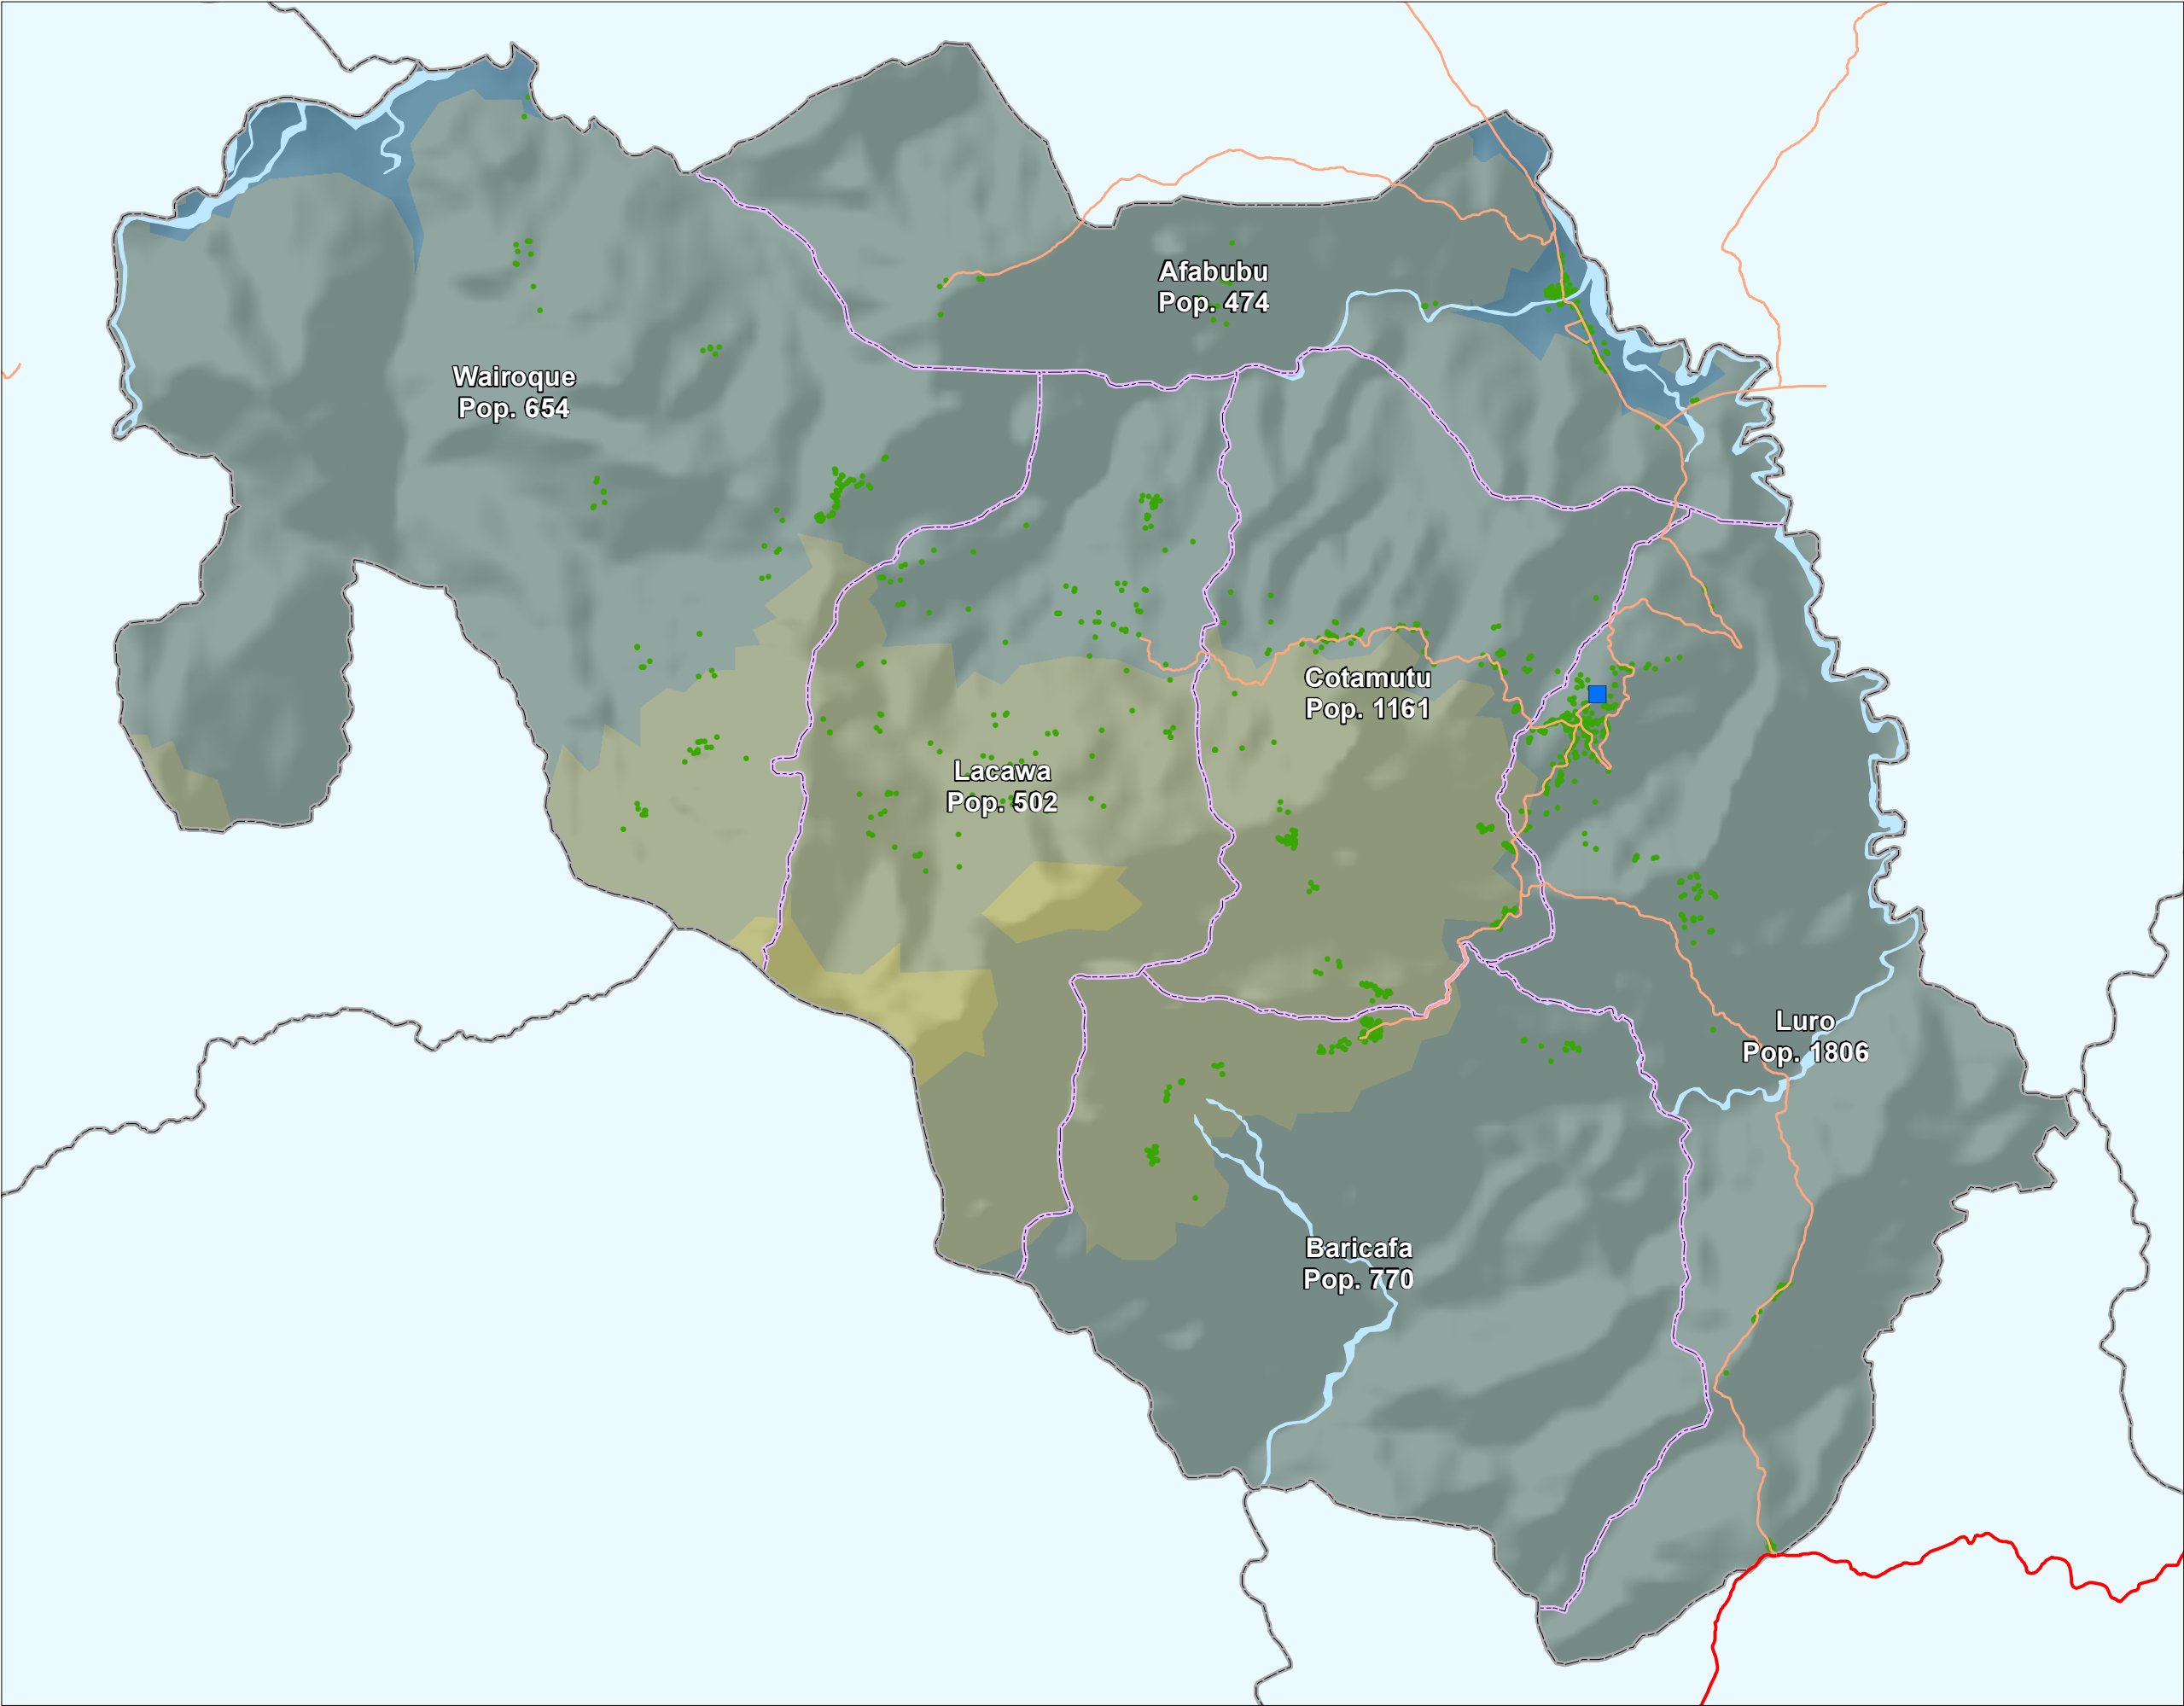 Afabubu
Pop. 474
Wairoque
Pop. 654
Cotamutu
Pop. 1161
Lacawa
Pop. 502
Luro
Pop. 1806
Baricafa
Pop. 770